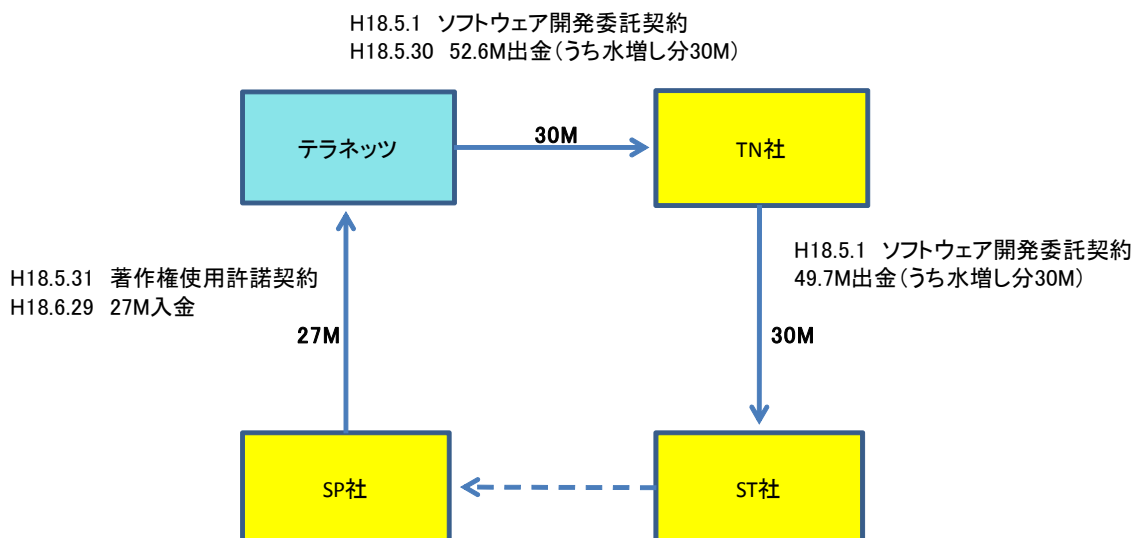 H18.5.1 ソフトウェア開発委託契約
H18.5.30 52.6M出金(うち水増し分30M)
テラネッツ
30M
TN社
H18.5.1 ソフトウェア開発委託契約
49.7M出金(うち水増し分30M)
H18.5.31 著作権使用許諾契約
H18.6.29 27M入金
27M
30M
SP社
ST社